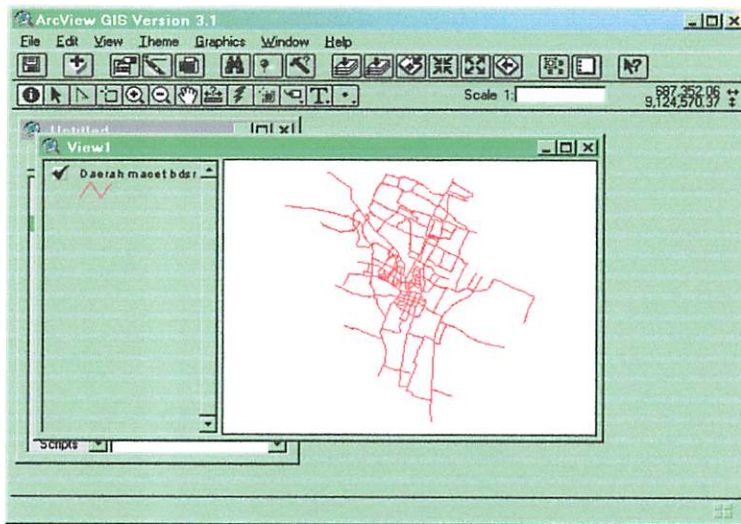 ArcView GIS Version 3.1
File Edit View Theme Graphics Window Help
Scale 1:
687,352.06
9,124,570.37
Untitled
View1
Daerah macet bdsr
Scripts